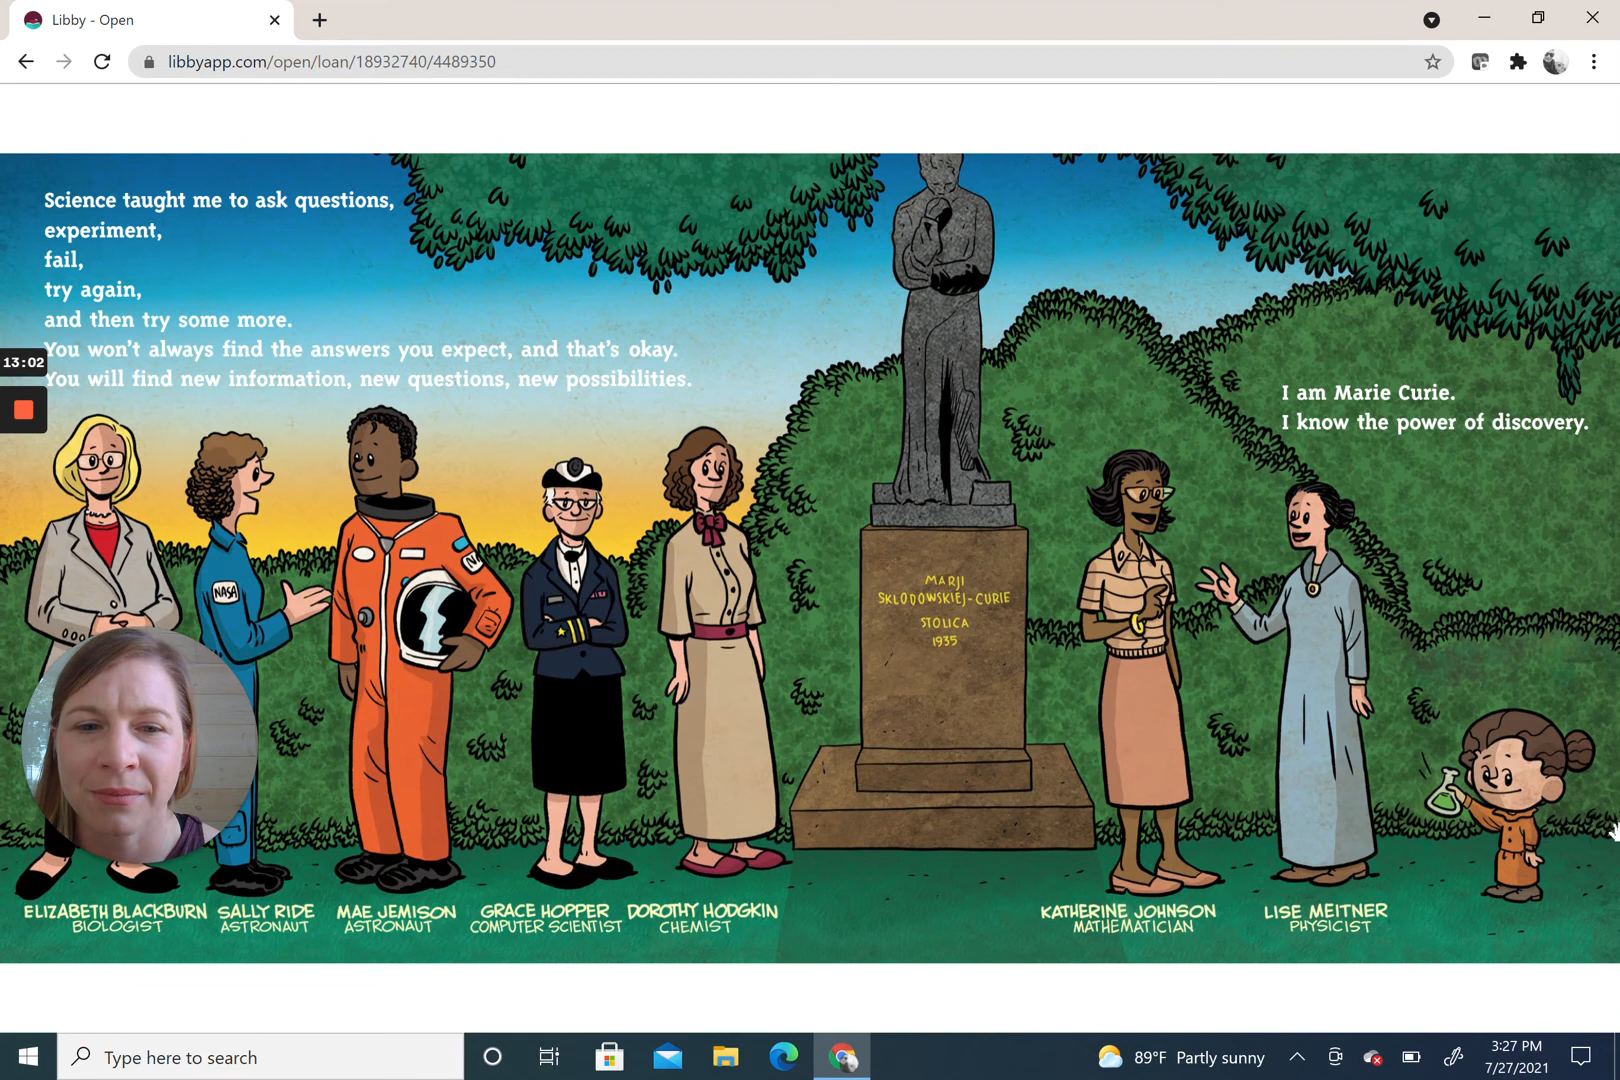 Libby - Open
libbyapp.com/open/loan/18932740/4489350
Science taught me to ask questions,
experiment,
fail,
try again,
and then try some more.
You won't always find the answers you expect, and that's okay.
You will find new information, new questions, new possibilities.
13:02
I am Marie Curie.
I know the power of discovery.
NASA
NA
MARJI
SKLODOWSKIEJ-CURIE
STOLICA
1935
ELIZABETH BLACKBURN
BIOLOGIST
SALLY RIDE
ASTRONAUT
MAE JEMISON
ASTRONAUT
GRACE HOPPER
COMPUTER SCIENTIST
DOROTHY HODGKIN
CHEMIST
KATHERINE JOHNSON
MATHEMATICIAN
LISE MEITNER
PHYSICIST
Type here to search
89°F Partly sunny
3:27 PM
7/27/2021